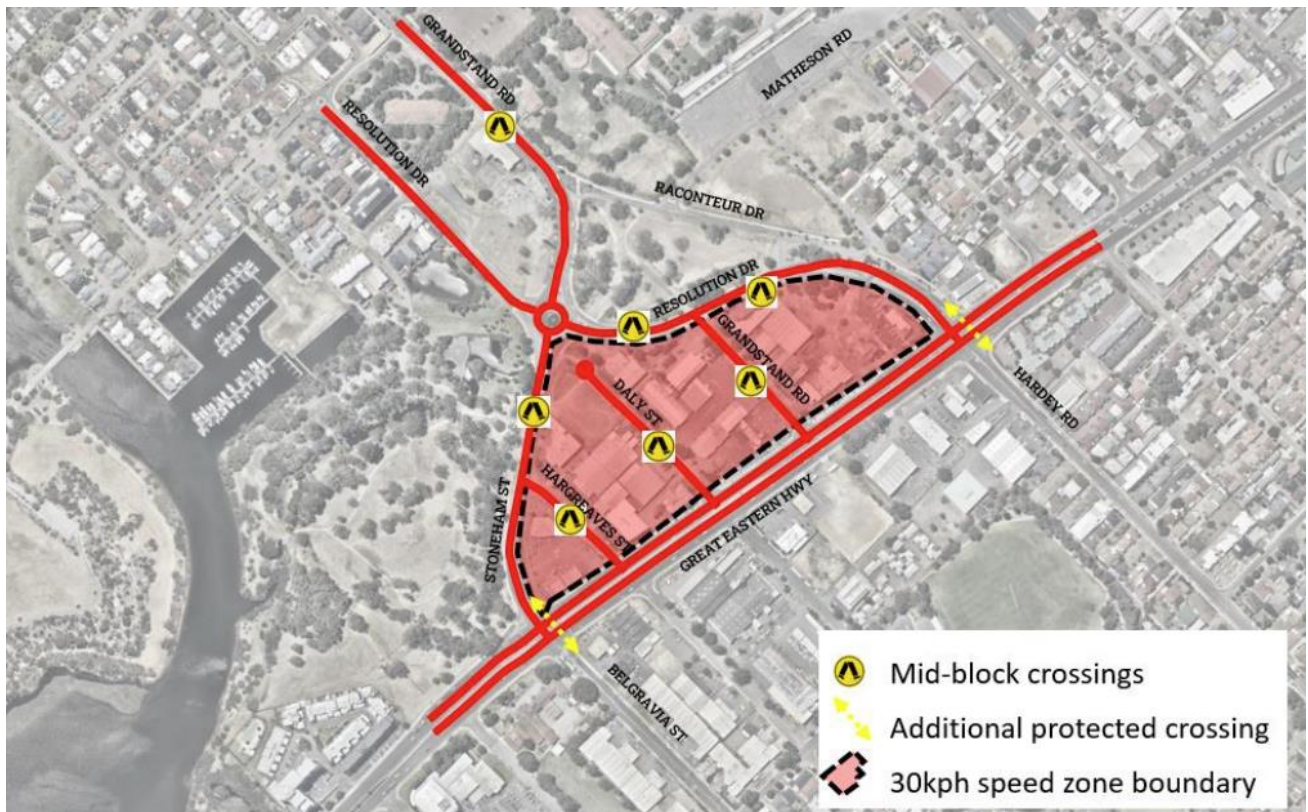 GRANDSTAND RD
MATHESON RD
RESOLUTION DR
RACONTEUR DR
RESOLUTION DR
GRANDSTAND RD
DALY ST
HARDEY RD
HARGREAVES ST
STONEHAM ST
GREAT EASTERN HWY
BELGRAVIA ST
Mid-block crossings
Additional protected crossing
30kph speed zone boundary